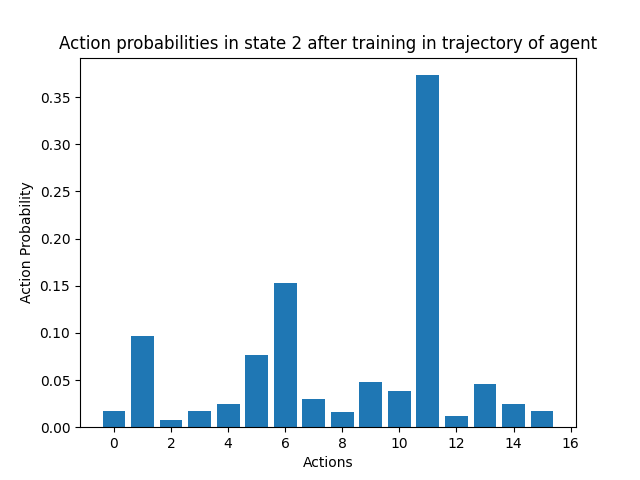 Action probabilities in state 2 after training in trajectory of agent
0.35
0.30
0.25
0.20
0.15
0.10
0.05
0.00
Action Probability
0 2 4 6 8 10 12 14 16
Actions